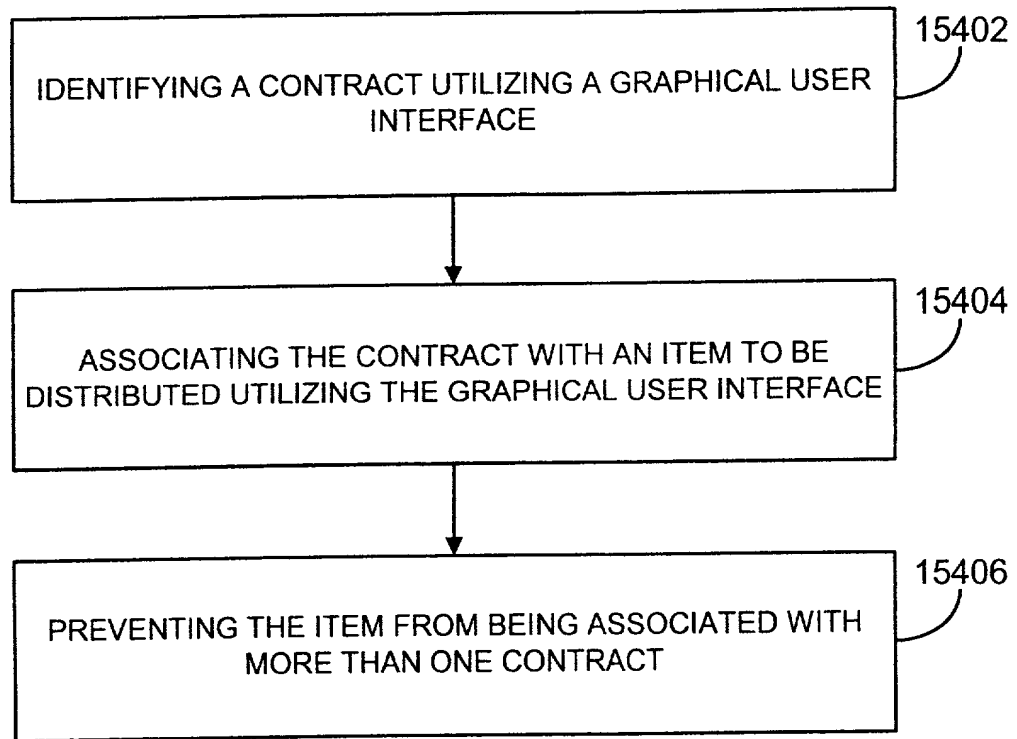 15402
IDENTIFYING A CONTRACT UTILIZING A GRAPHICAL USER
INTERFACE
15404
ASSOCIATING THE CONTRACT WITH AN ITEM TO BE
DISTRIBUTED UTILIZING THE GRAPHICAL USER INTERFACE
15406
PREVENTING THE ITEM FROM BEING ASSOCIATED WITH
MORE THAN ONE CONTRACT